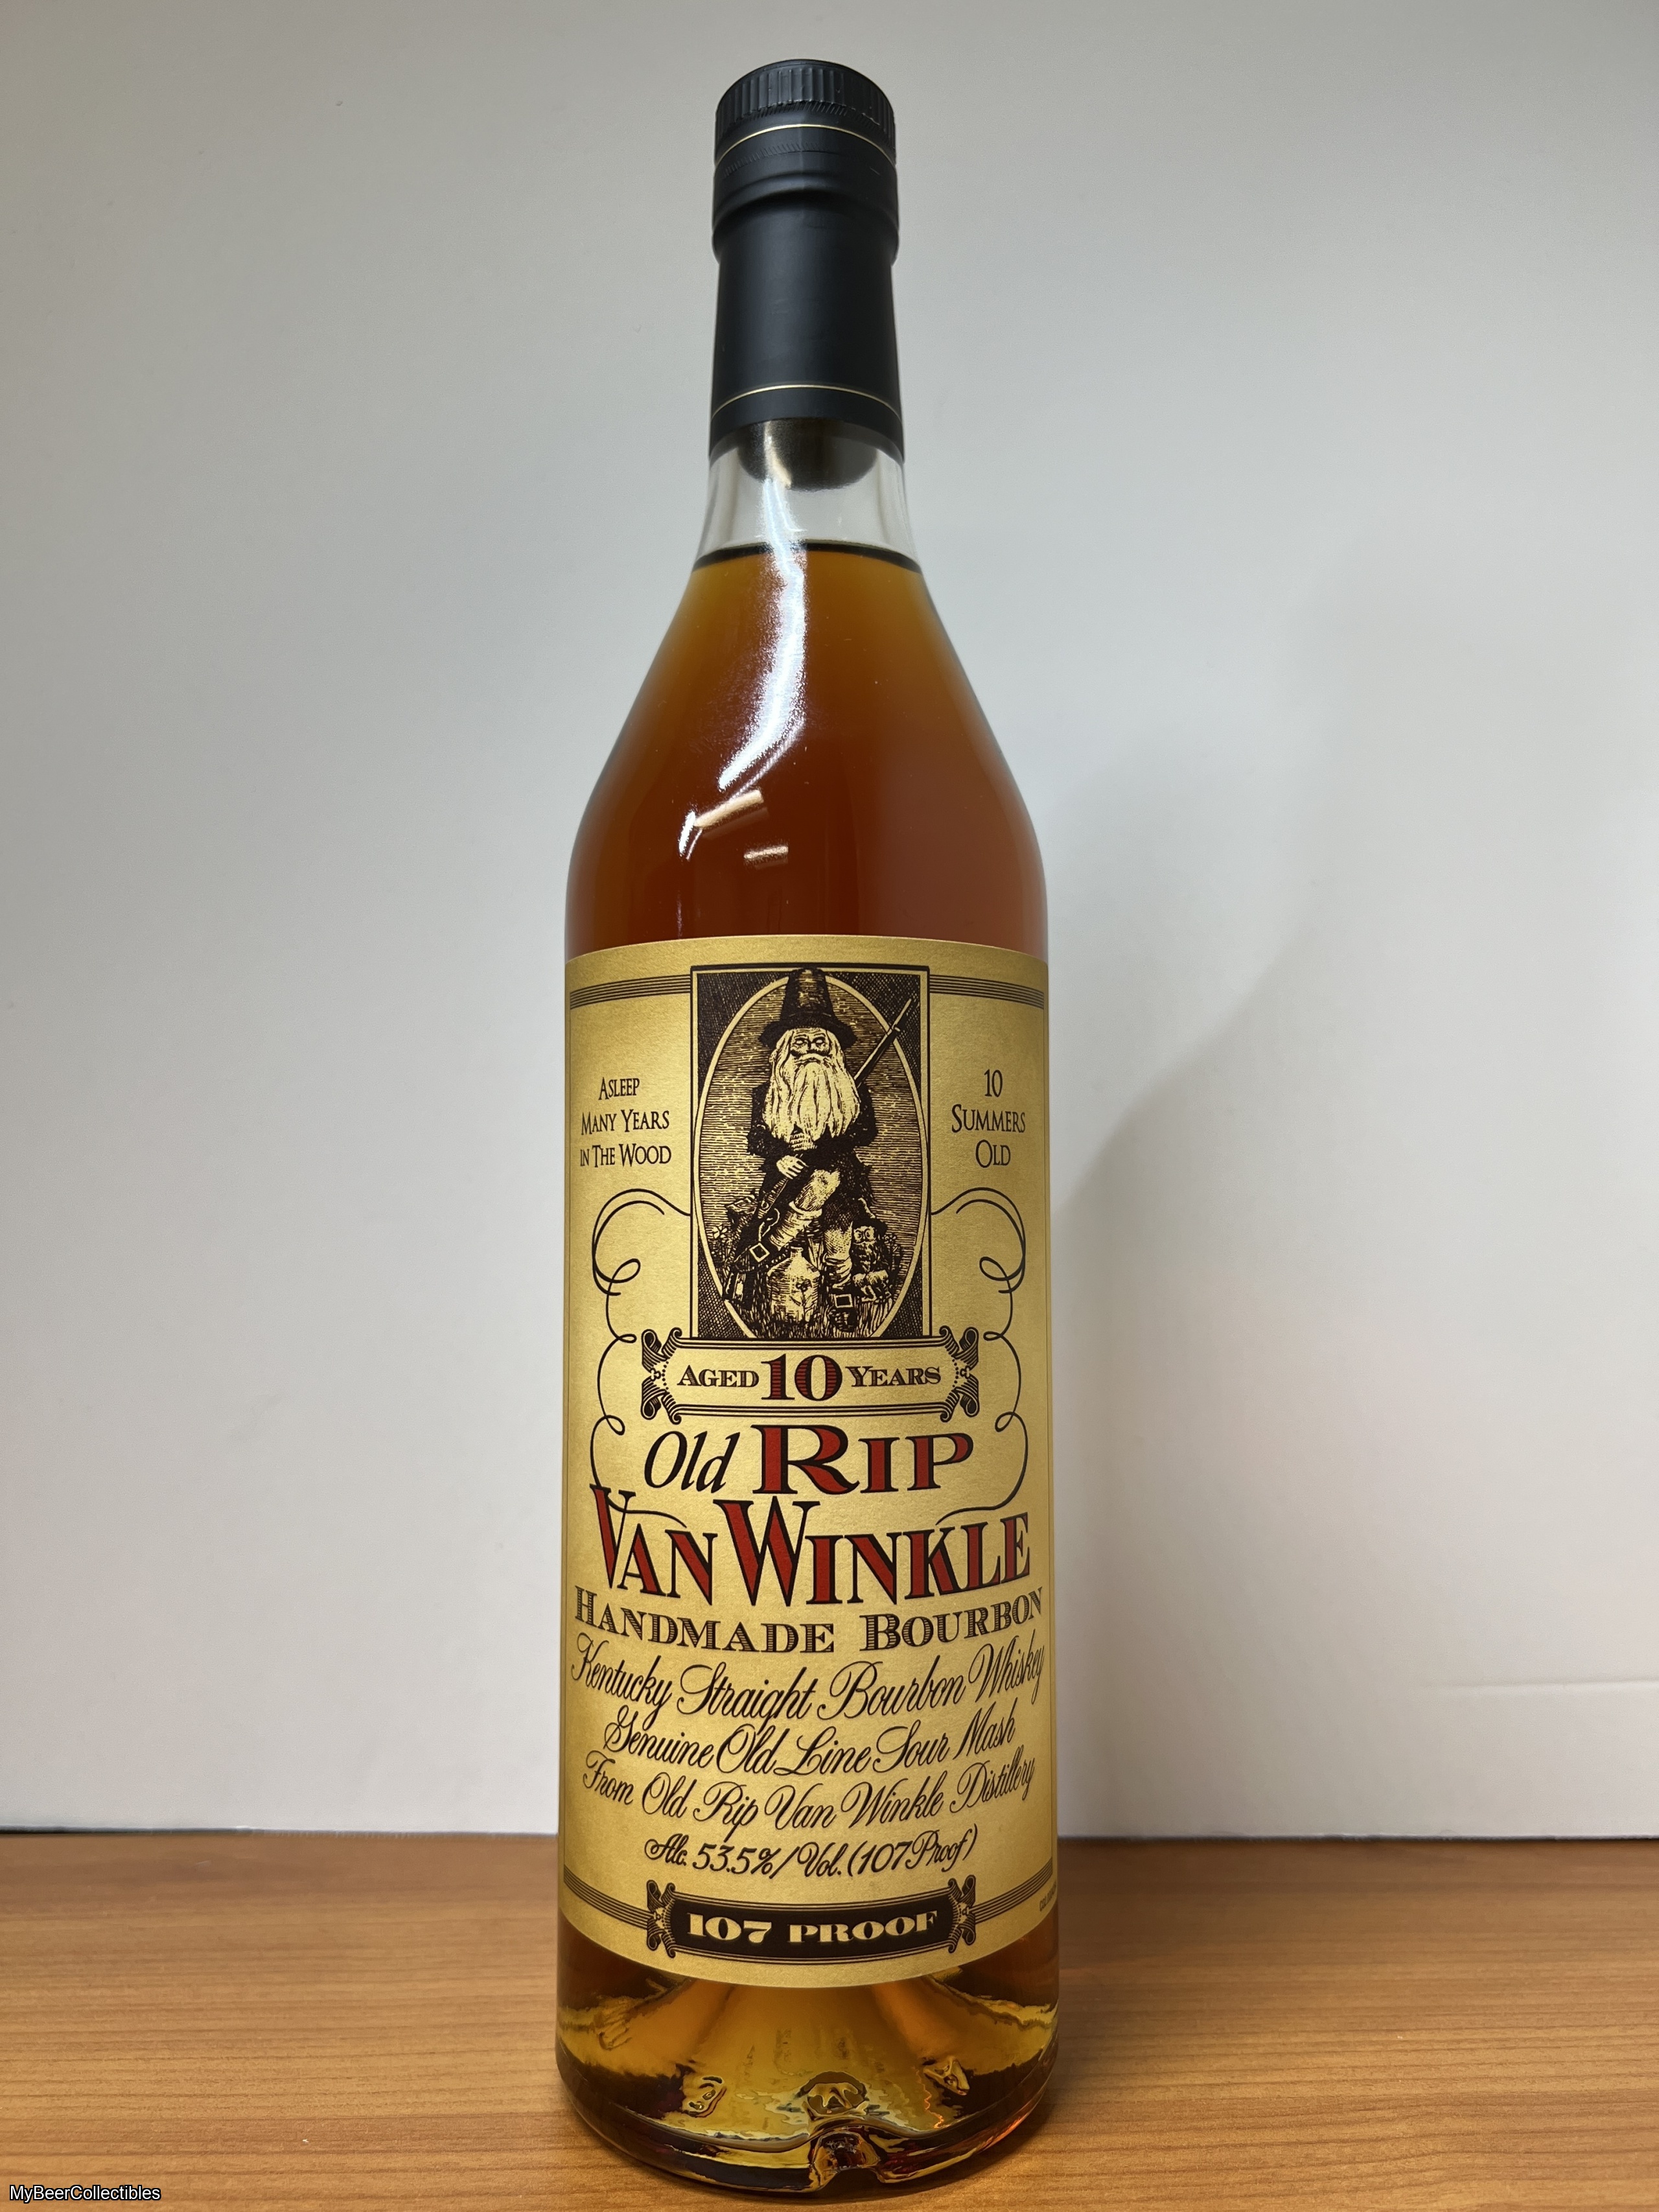 ASLEEP
MANY YEARS
IN THE WOOD
10
SUMMERS
OLD
AGED 10 YEARS
Old RIP
VAN WINKLE
HANDMADE BOURBON
Kentucky Straight Bourbon Whiskey
Genuine Old Line Sour Mash
From Old Rip Van Winkle Distillery
Alc. 53.5% / Vol. (107 Proof)
107 PROOF
MyBeerCollectibles